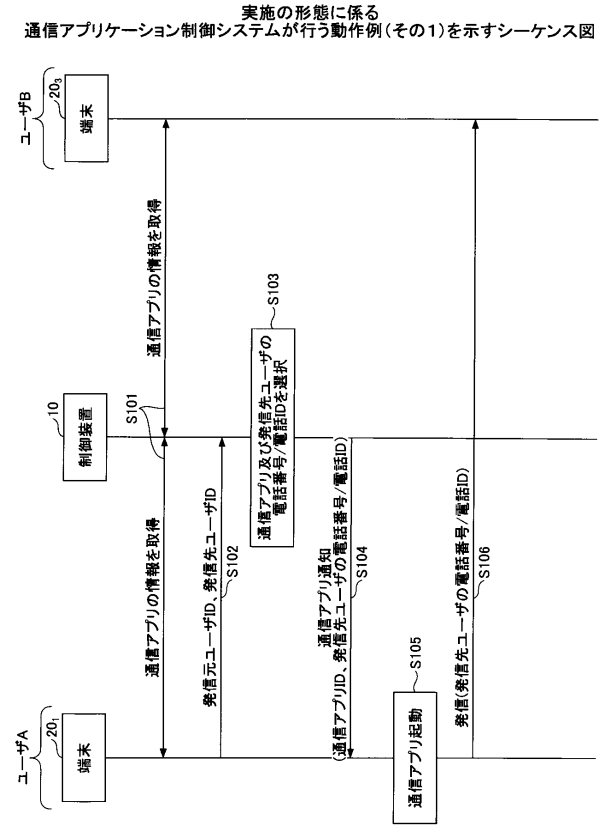 実施の形態に係る
通信アプリケーション制御システムが行う動作例(その1)を示すシーケンス図
ユーザA
20₁
端末
10
制御装置
ユーザB
20₃
端末
通信アプリの情報を取得
S101
通信アプリの情報を取得
発信元ユーザID、発信先ユーザID
S102
S103
通信アプリ及び発信先ユーザの
電話番号/電話IDを選択
通信アプリ通知
(通信アプリID、発信先ユーザの電話番号/電話ID)
S104
S105
通信アプリ起動
発信(発信先ユーザの電話番号/電話ID)
S106